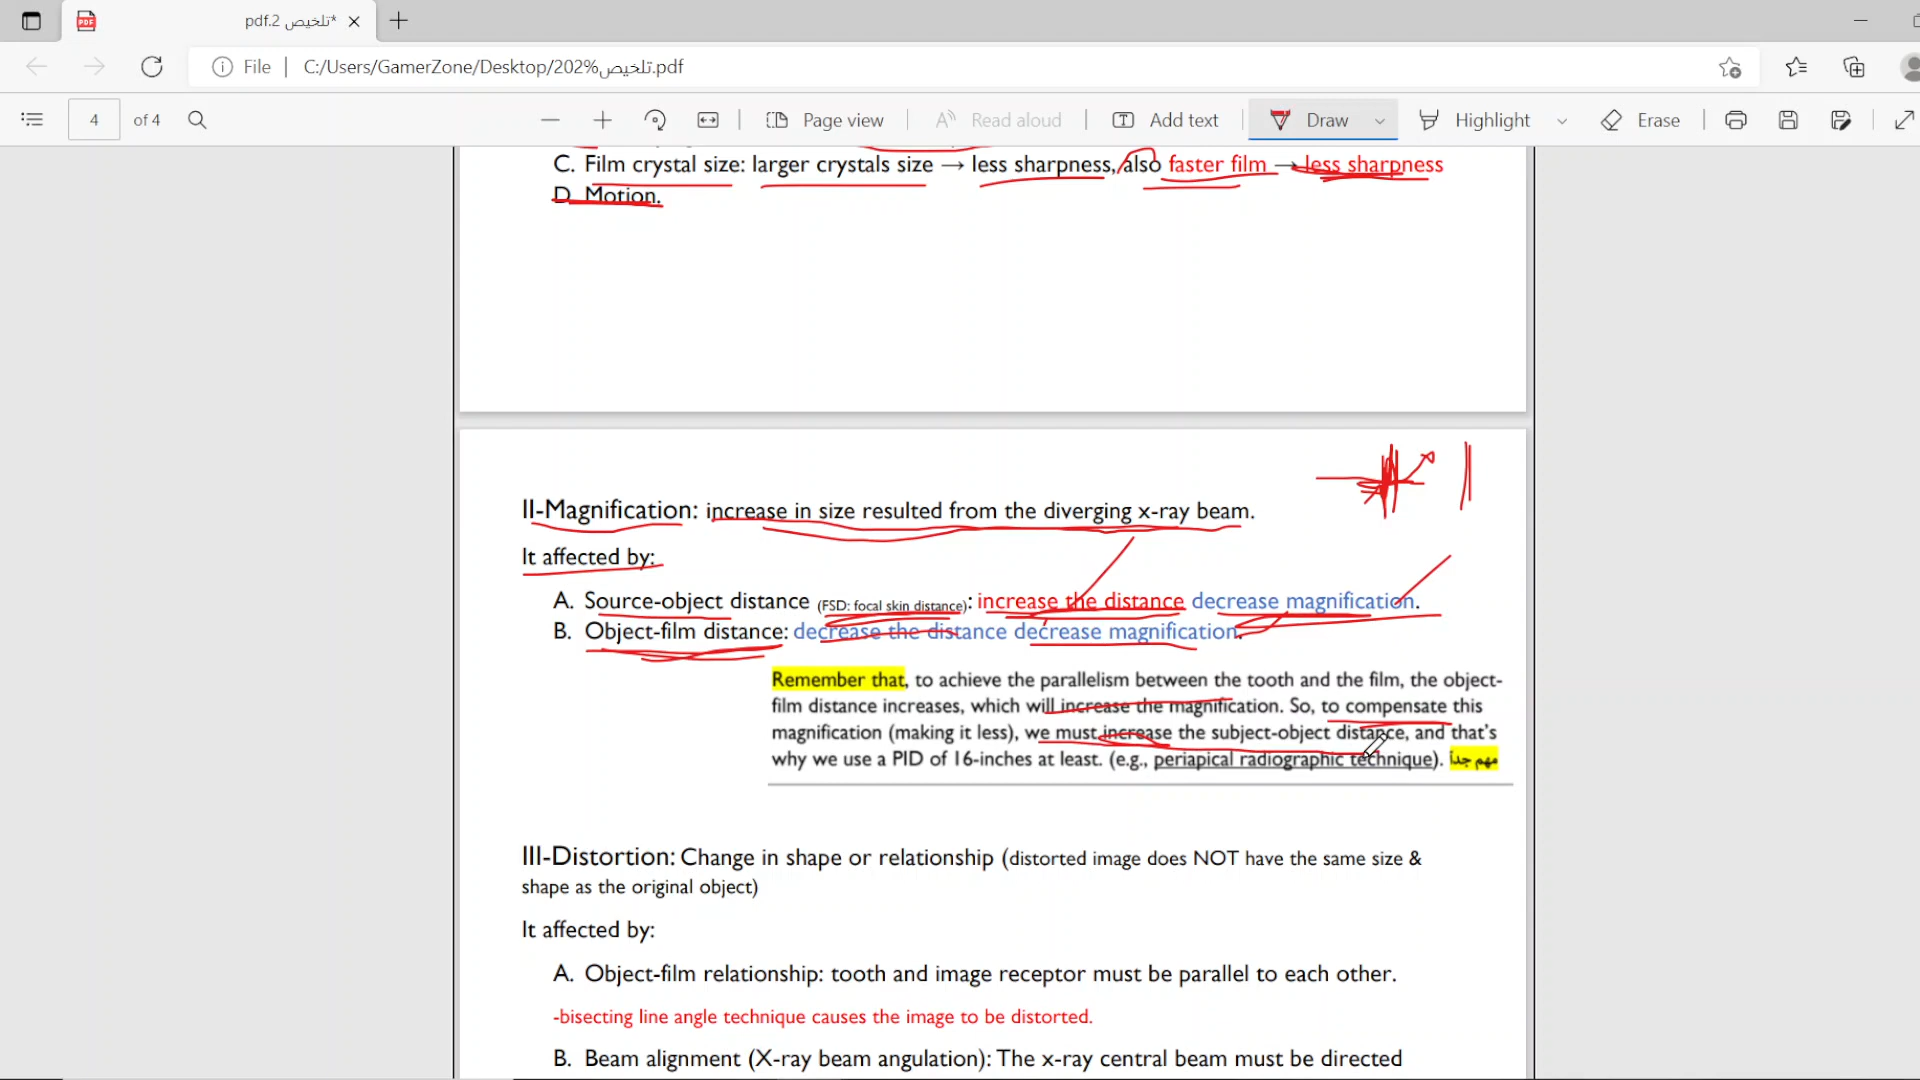 pdf.2 تلخيص*
File
C:/Users/GamerZone/Desktop/202%تلخيص.pdf
4 of 4
Page view
Read aloud
Add text
Draw
Highlight
Erase
C. Film crystal size: larger crystals size → less sharpness, also faster film → less sharpness
D. Motion.
II-Magnification: increase in size resulted from the diverging x-ray beam.
It affected by:
A. Source-object distance (FSD: focal skin distance): increase the distance decrease magnification.
B. Object-film distance: decrease the distance decrease magnification.
Remember that, to achieve the parallelism between the tooth and the film, the object-
film distance increases, which will increase the magnification. So, to compensate this
magnification (making it less), we must increase the subject-object distance, and that's
why we use a PID of 16-inches at least. (e.g., periapical radiographic technique). مهم جداً
III-Distortion: Change in shape or relationship (distorted image does NOT have the same size &
shape as the original object)
It affected by:
A. Object-film relationship: tooth and image receptor must be parallel to each other.
-bisecting line angle technique causes the image to be distorted.
B. Beam alignment (X-ray beam angulation): The x-ray central beam must be directed